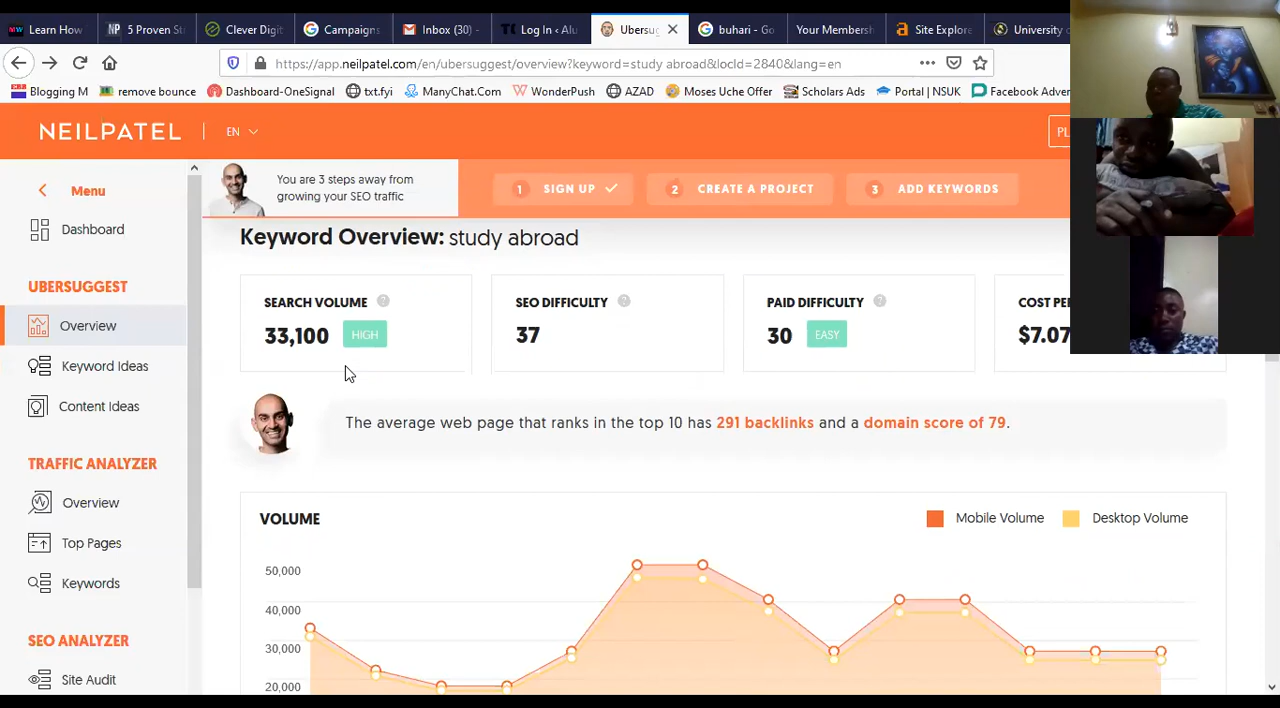 Learn How
NP 5 Proven St
Clever Digit
Campaigns
Inbox (30)
Log In ‹ Alu
Ubersug
buhari - Go
Your Membersh
Site Explore
University o
https://app.neilpatel.com/en/ubersuggest/overview?keyword=study abroad&locId=2840&lang=en
Blogging M
remove bounce
Dashboard-OneSignal
txt.fyi
ManyChat.Com
WonderPush
AZAD
Moses Uche Offer
Scholars Ads
Portal | NSUK
Facebook Adver
NEILPATEL
EN
PL
Menu
Dashboard
UBERSUGGEST
Overview
Keyword Ideas
Content Ideas
TRAFFIC ANALYZER
Overview
Top Pages
Keywords
SEO ANALYZER
Site Audit
You are 3 steps away from
growing your SEO traffic
1 SIGN UP
2 CREATE A PROJECT
3 ADD KEYWORDS
Keyword Overview: study abroad
SEARCH VOLUME ?
33,100 HIGH
SEO DIFFICULTY ?
37
PAID DIFFICULTY ?
30 EASY
COST PE
$7.07
The average web page that ranks in the top 10 has 291 backlinks and a domain score of 79.
VOLUME
Mobile Volume
Desktop Volume
50,000
40,000
30,000
20,000